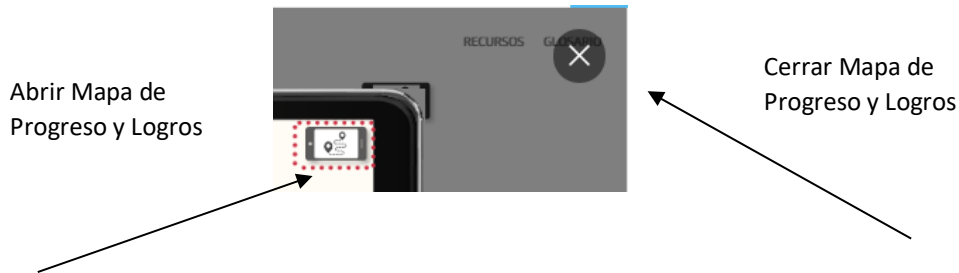 RECURSOS GLOSARIO
Abrir Mapa de
Progreso y Logros
Cerrar Mapa de
Progreso y Logros